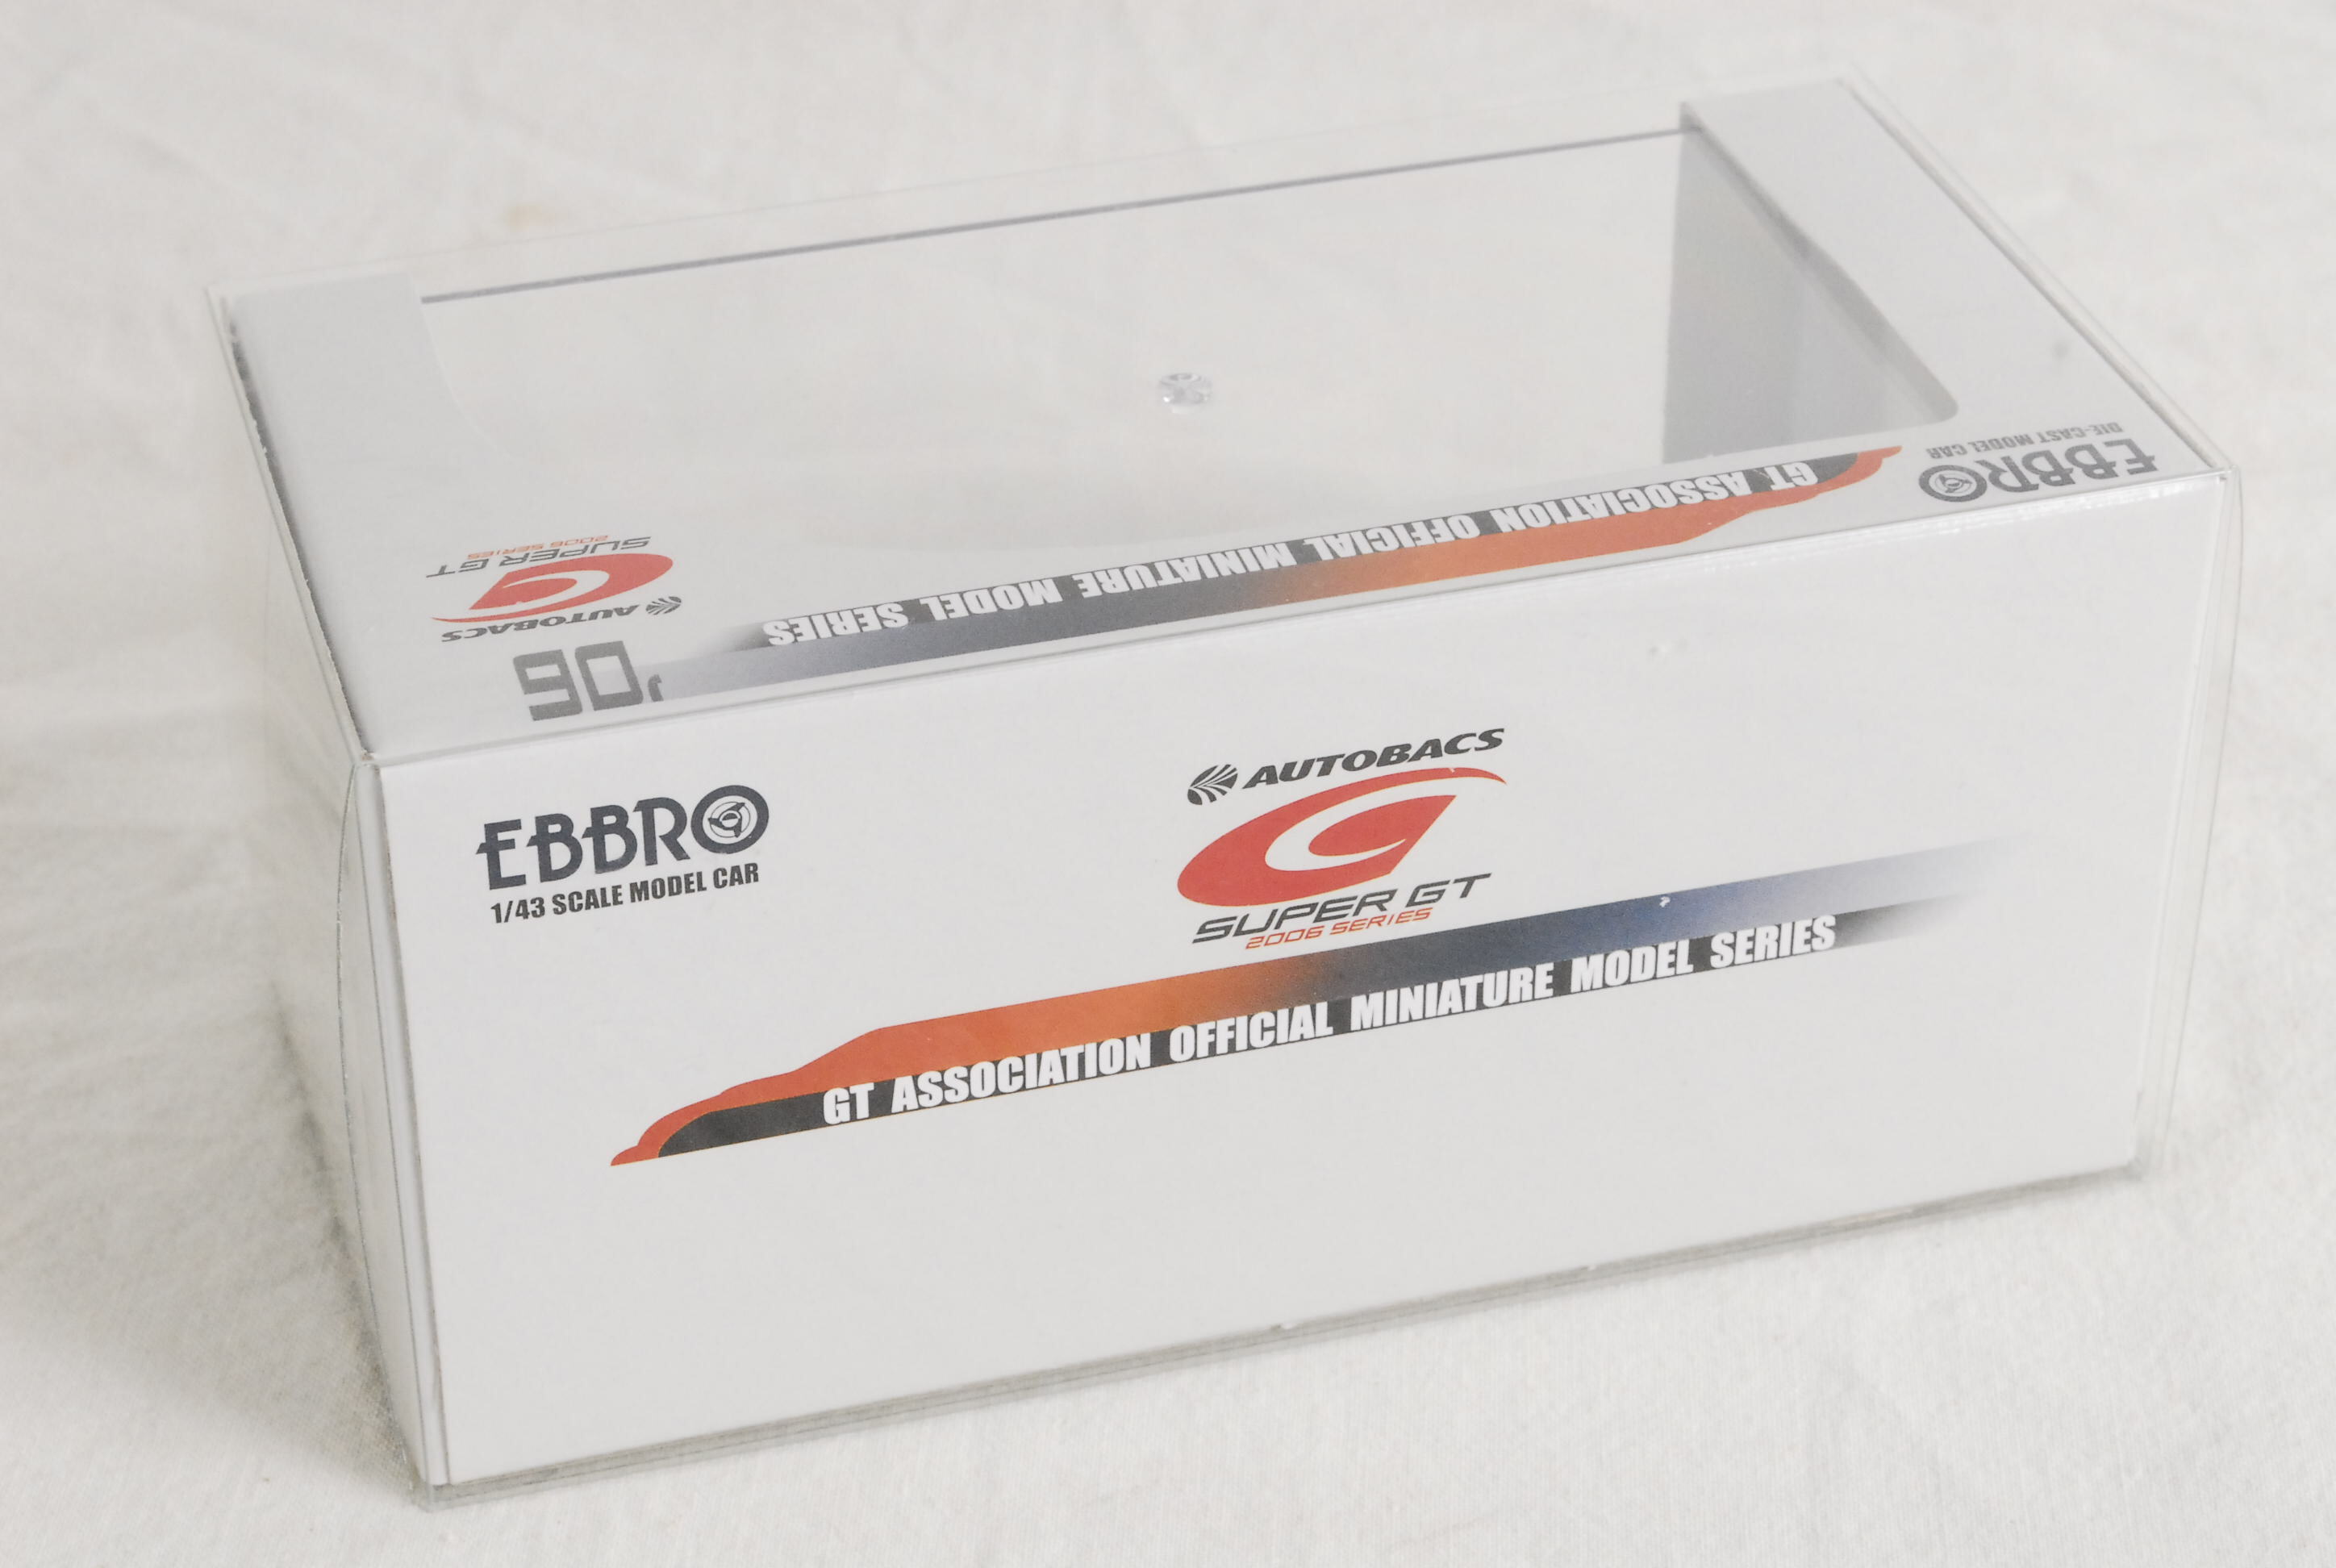 EBBRO
DIE-CAST MODEL CAR
GT ASSOCIATION OFFICIAL MINIATURE MODEL SERIES
AUTOBACS
SUPER GT
2006 SERIES
'06
EBBRO
1/43 SCALE MODEL CAR
AUTOBACS
SUPER GT
2006 SERIES
GT ASSOCIATION OFFICIAL MINIATURE MODEL SERIES